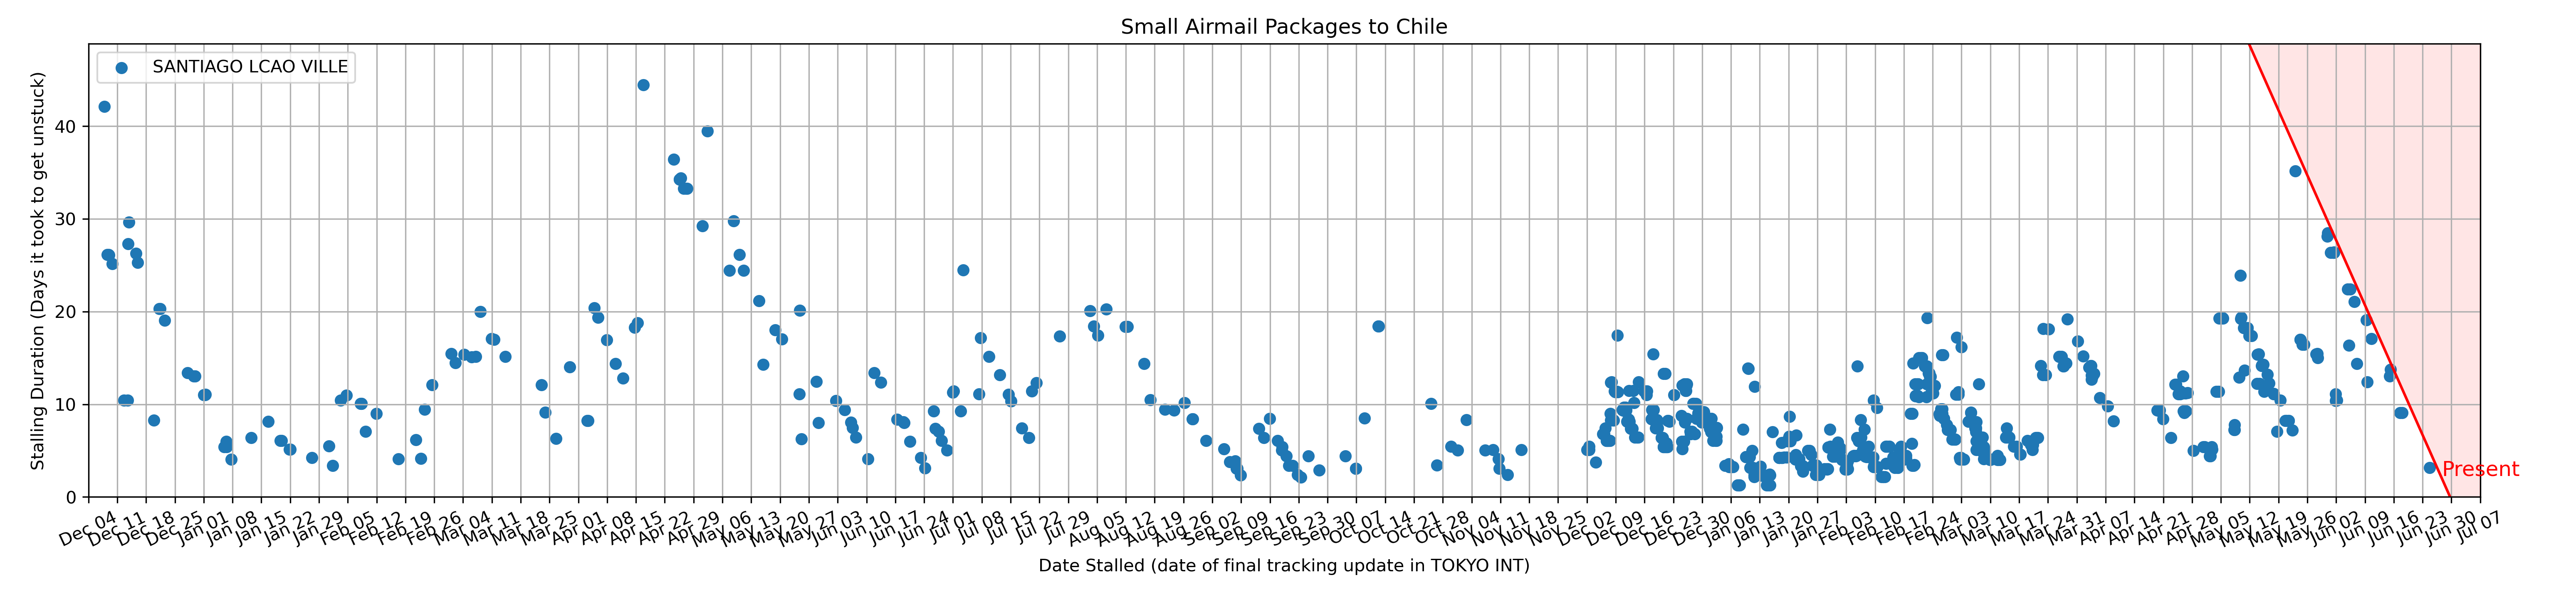 Small Airmail Packages to Chile
SANTIAGO LCAO VILLE
Stalling Duration (Days it took to get unstuck)
40
30
20
10
0
Present
Dec 04
Dec 11
Dec 18
Dec 25
Jan 01
Jan 08
Jan 15
Jan 22
Jan 29
Feb 05
Feb 12
Feb 19
Feb 26
Mar 04
Mar 11
Mar 18
Mar 25
Apr 01
Apr 08
Apr 15
Apr 22
Apr 29
May 06
May 13
May 20
May 27
Jun 03
Jun 10
Jun 17
Jun 24
Jul 01
Jul 08
Jul 15
Jul 22
Jul 29
Aug 05
Aug 12
Aug 19
Aug 26
Sep 02
Sep 09
Sep 16
Sep 23
Sep 30
Oct 07
Oct 14
Oct 21
Oct 28
Nov 04
Nov 11
Nov 18
Nov 25
Dec 02
Dec 09
Dec 16
Dec 23
Dec 30
Jan 06
Jan 13
Jan 20
Jan 27
Feb 03
Feb 10
Feb 17
Feb 24
Mar 03
Mar 10
Mar 17
Mar 24
Mar 31
Apr 07
Apr 14
Apr 21
Apr 28
May 05
May 12
May 19
May 26
Jun 02
Jun 09
Jun 16
Jun 23
Jun 30
Jul 07
Date Stalled (date of final tracking update in TOKYO INT)